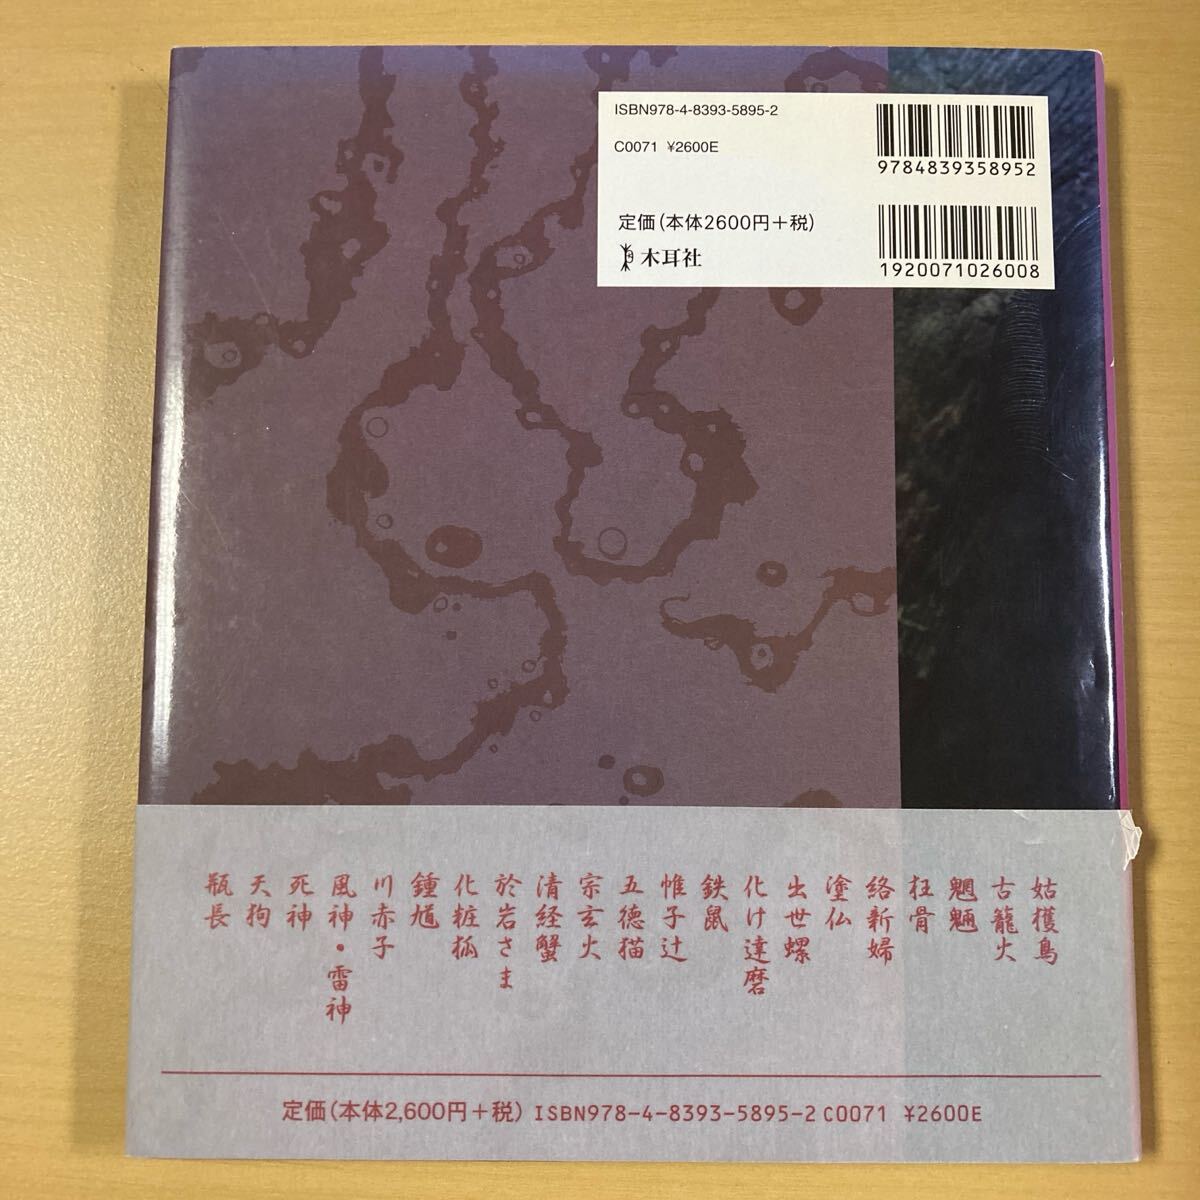 ISBN978-4-8393-5895-2
C0071 ¥2600E
9784839358952
定価(本体2600円+税)
木耳社
1920071026008
姑獲鳥
古籠火
魍魎
狂骨
絡新婦
塗仏
出世螺
化け達磨
鉄鼠
帷子辻
五徳猫
宗玄火
清経蟹
於岩さま
化粧狐
鍾馗
川赤子
風神・雷神
死神
天狗
瓶長
定価(本体2,600円+税) ISBN978-4-8393-5895-2 C0071 ¥2600E